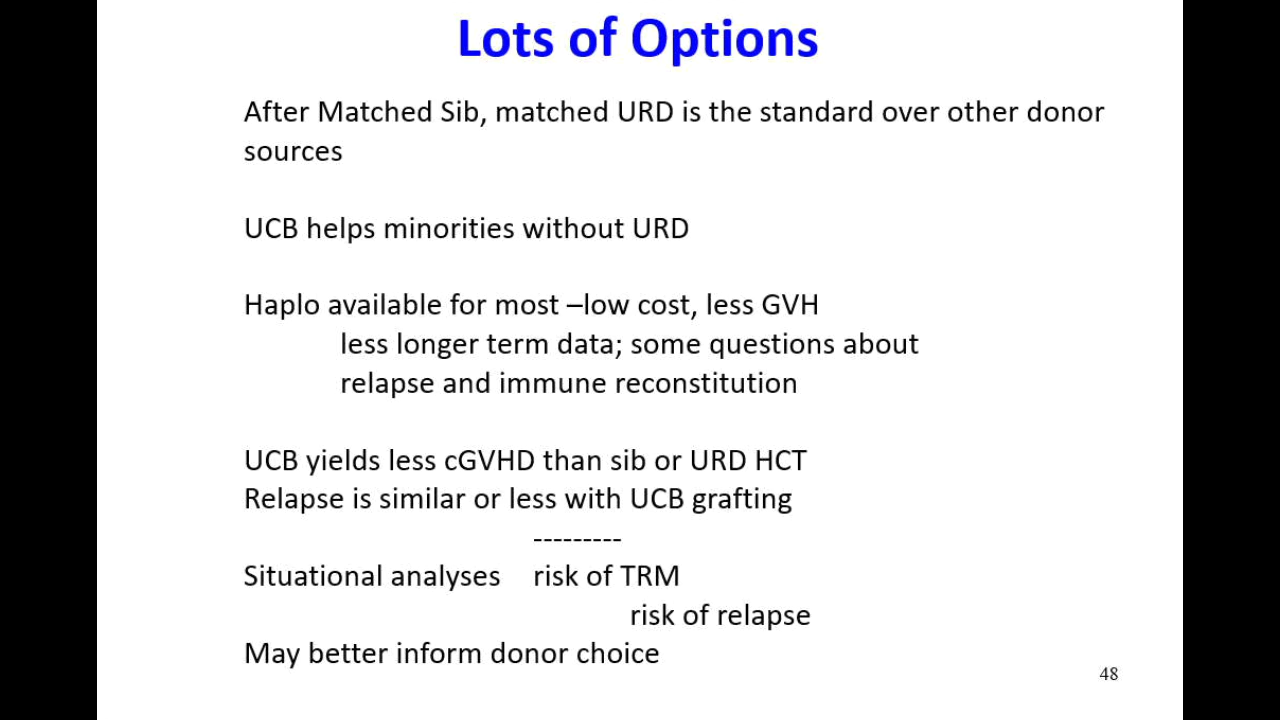 Lots of Options
After Matched Sib, matched URD is the standard over other donor
sources
UCB helps minorities without URD
Haplo available for most –low cost, less GVH
less longer term data; some questions about
relapse and immune reconstitution
UCB yields less cGVHD than sib or URD HCT
Relapse is similar or less with UCB grafting
---------
Situational analyses risk of TRM
risk of relapse
May better inform donor choice
48